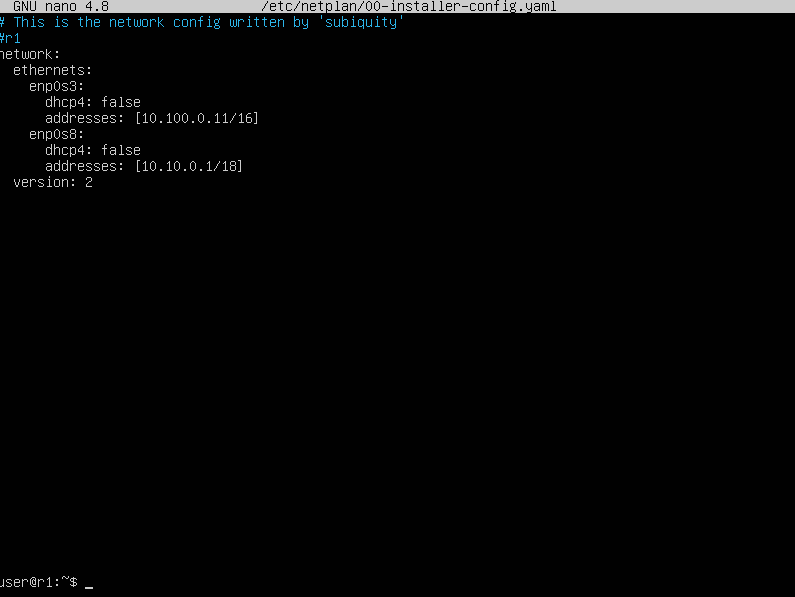 GNU nano 4.8 /etc/netplan/00-installer-config.yaml
# This is the network config written by 'subiquity'
#r1
network:
  ethernets:
    enp0s3:
      dhcp4: false
      addresses: [10.100.0.11/16]
    enp0s8:
      dhcp4: false
      addresses: [10.10.0.1/18]
  version: 2
user@r1:~$ _